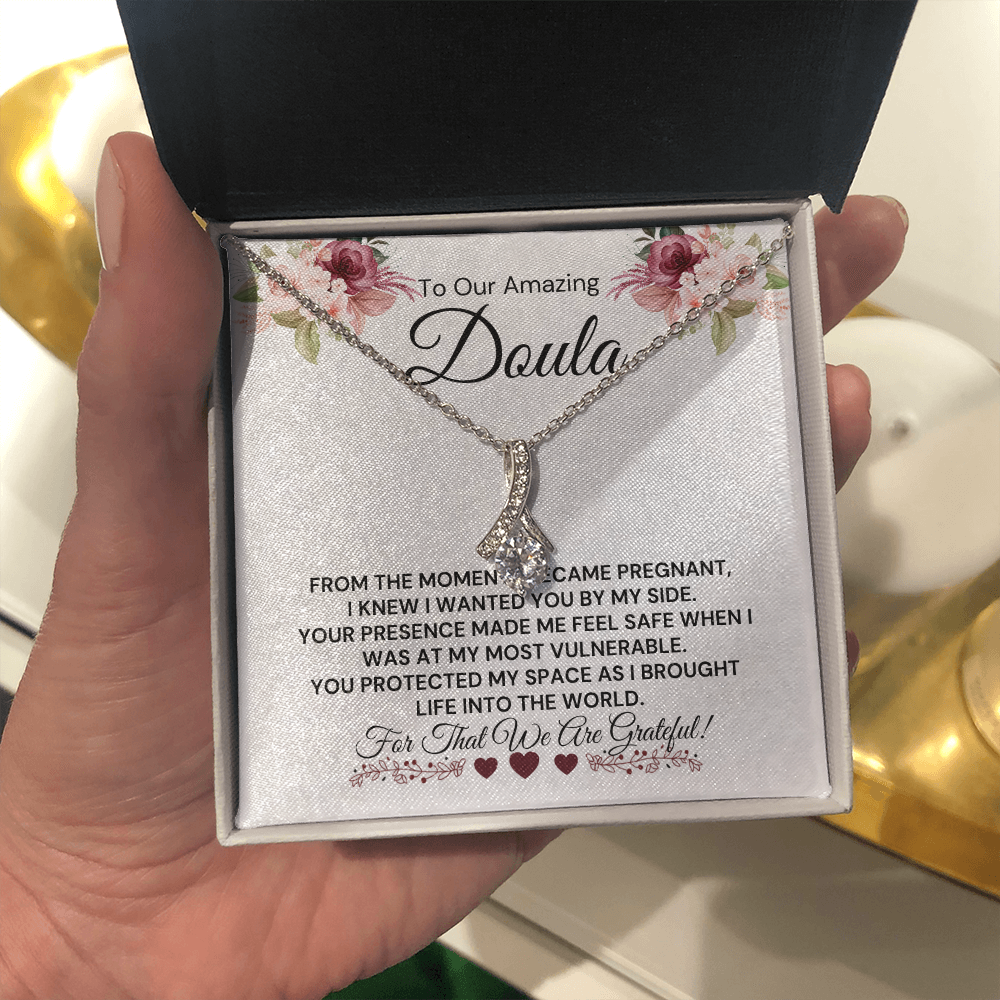 To Our Amazing
Doula
FROM THE MOMEN ECAME PREGNANT,
I KNEW I WANTED YOU BY MY SIDE.
YOUR PRESENCE MADE ME FEEL SAFE WHEN I
WAS AT MY MOST VULNERABLE.
YOU PROTECTED MY SPACE AS I BROUGHT
LIFE INTO THE WORLD.
For That We Are Grateful!